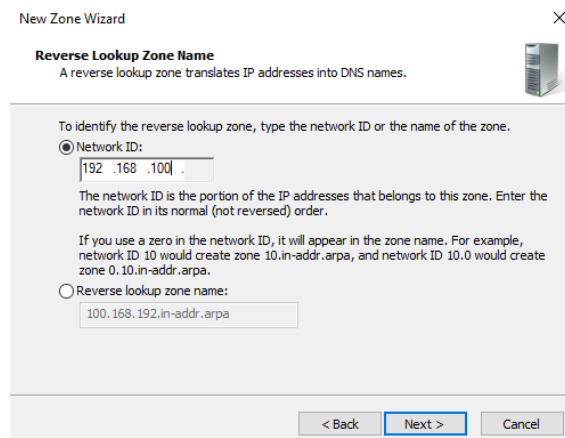 New Zone Wizard
Reverse Lookup Zone Name
A reverse lookup zone translates IP addresses into DNS names.
To identify the reverse lookup zone, type the network ID or the name of the zone.
Network ID:
192 .168 .100 .
The network ID is the portion of the IP addresses that belongs to this zone. Enter the
network ID in its normal (not reversed) order.
If you use a zero in the network ID, it will appear in the zone name. For example,
network ID 10 would create zone 10.in-addr.arpa, and network ID 10.0 would create
zone 0.10.in-addr.arpa.
Reverse lookup zone name:
100.168.192.in-addr.arpa
< Back Next > Cancel